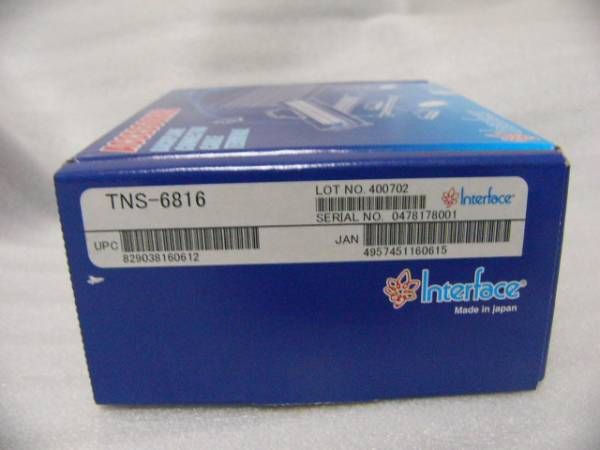 TNS-6816
LOT NO. 400702
Interface
SERIAL NO. 0478178001
UPC
829038160612
JAN
4957451160615
Interface
Made in japan